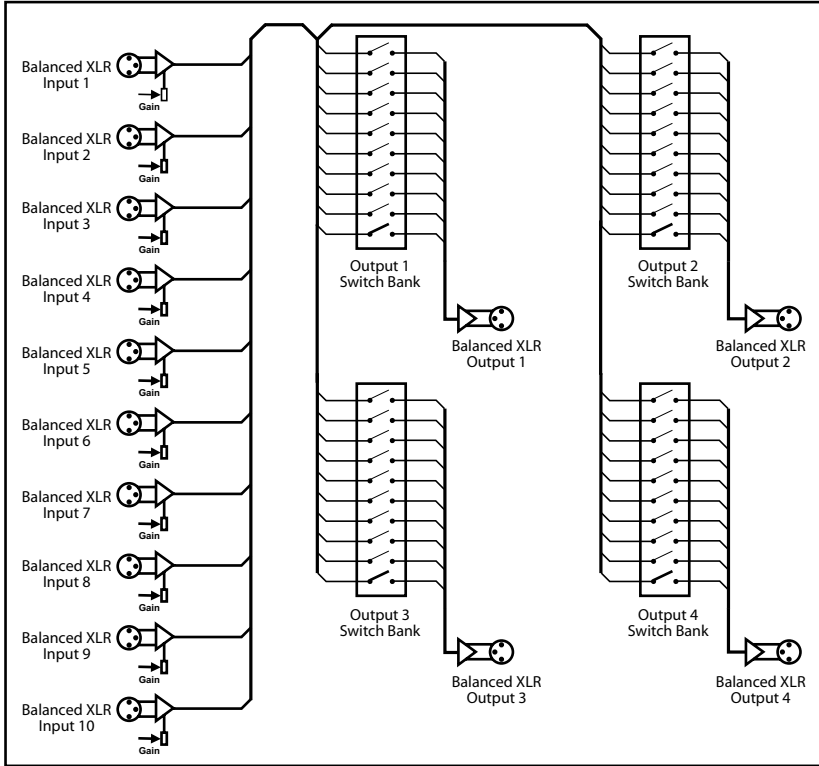 Balanced XLR
Input 1
Gain
Balanced XLR
Input 2
Gain
Balanced XLR
Input 3
Gain
Balanced XLR
Input 4
Gain
Balanced XLR
Input 5
Gain
Balanced XLR
Input 6
Gain
Balanced XLR
Input 7
Gain
Balanced XLR
Input 8
Gain
Balanced XLR
Input 9
Gain
Balanced XLR
Input 10
Gain
Output 1
Switch Bank
Balanced XLR
Output 1
Output 2
Switch Bank
Balanced XLR
Output 2
Output 3
Switch Bank
Balanced XLR
Output 3
Output 4
Switch Bank
Balanced XLR
Output 4